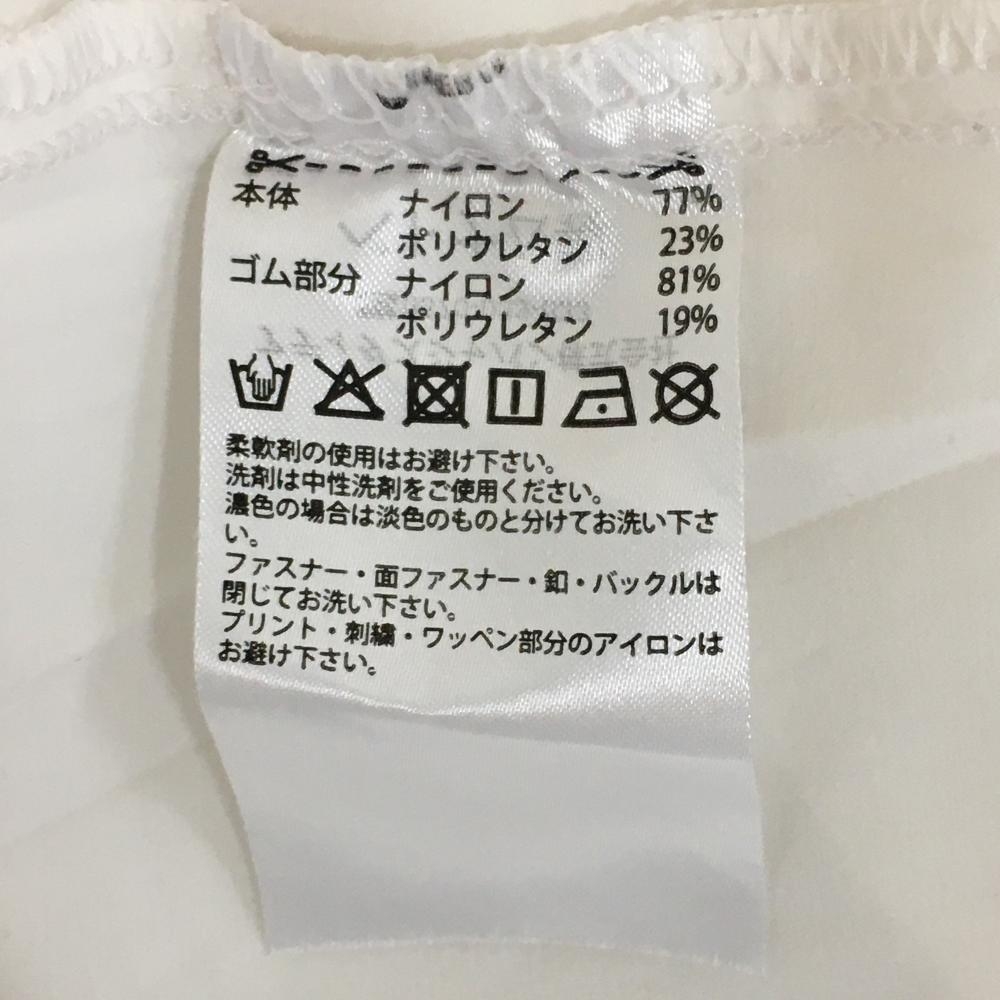 本体 ナイロン 77%
ポリウレタン 23%
ゴム部分 ナイロン 81%
ポリウレタン 19%
柔軟剤の使用はお避け下さい。
洗剤は中性洗剤をご使用ください。
濃色の場合は淡色のものと分けてお洗い下さ
い。
ファスナー・面ファスナー・釦・バックルは
閉じてお洗い下さい。
プリント・刺繍・ワッペン部分のアイロンは
お避け下さい。